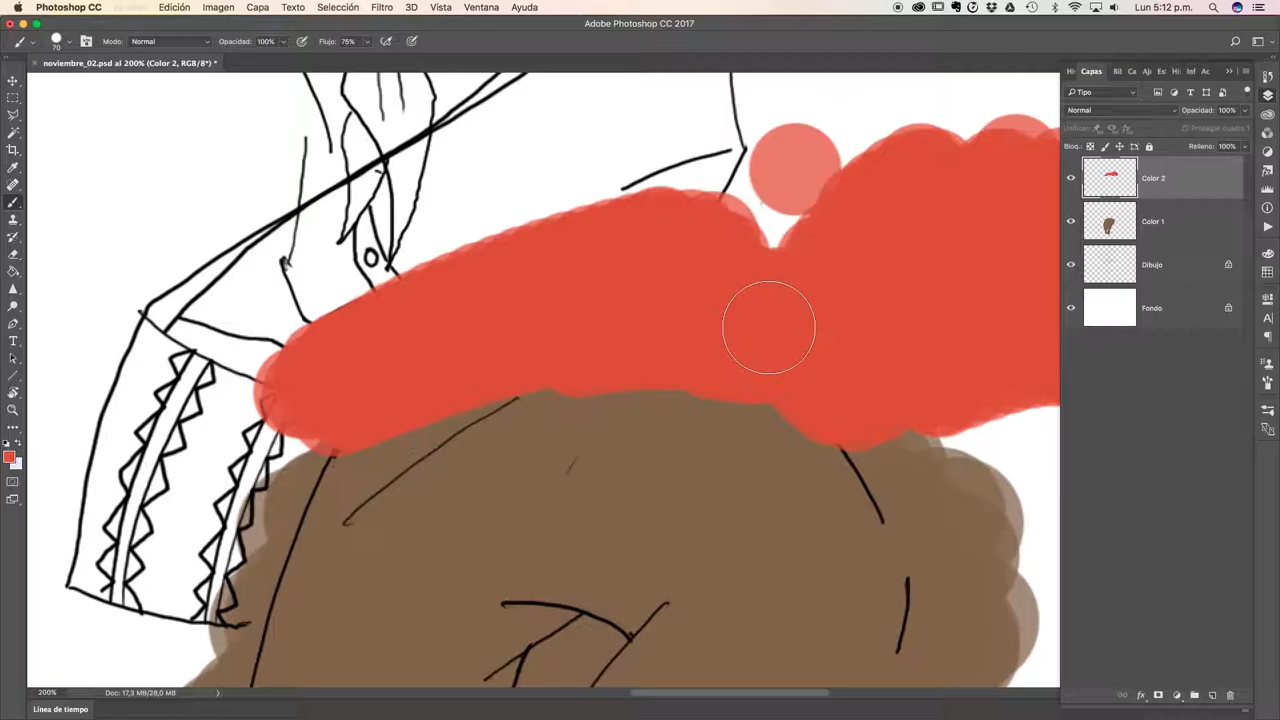 Photoshop CC Edición Imagen Capa Texto Selección Filtro 3D Vista Ventana Ayuda Lun 5:12 p.m.
Adobe Photoshop CC 2017
70 Modo: Normal Opacidad: 100% Flujo: 75%
noviembre_02.psd al 200% (Color 2, RGB/8*) *
Capas
Tipo
Normal Opacidad: 100%
Unificar: Propagar cuadro 1
Bloq.: Relleno: 100%
Color 2
Color 1
Dibujo
Fondo
200% Doc: 17,3 MB/28,0 MB
Línea de tiempo